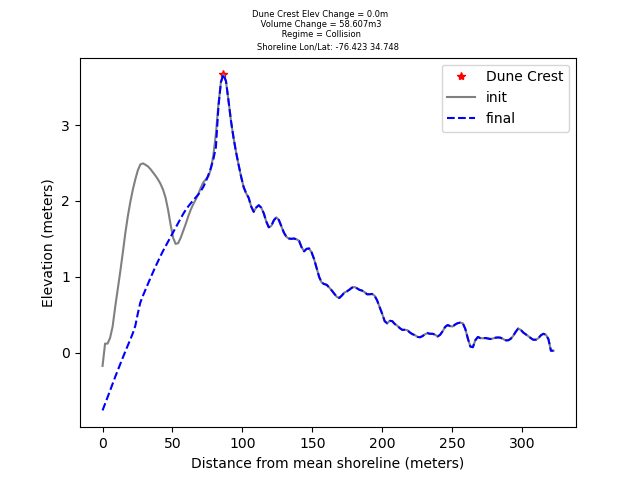 Dune Crest Elev Change = 0.0m
Volume Change = 58.607m3
Regime = Collision
Shoreline Lon/Lat: -76.423 34.748
Dune Crest
init
final
Elevation (meters)
3
2
1
0
0 50 100 150 200 250 300
Distance from mean shoreline (meters)